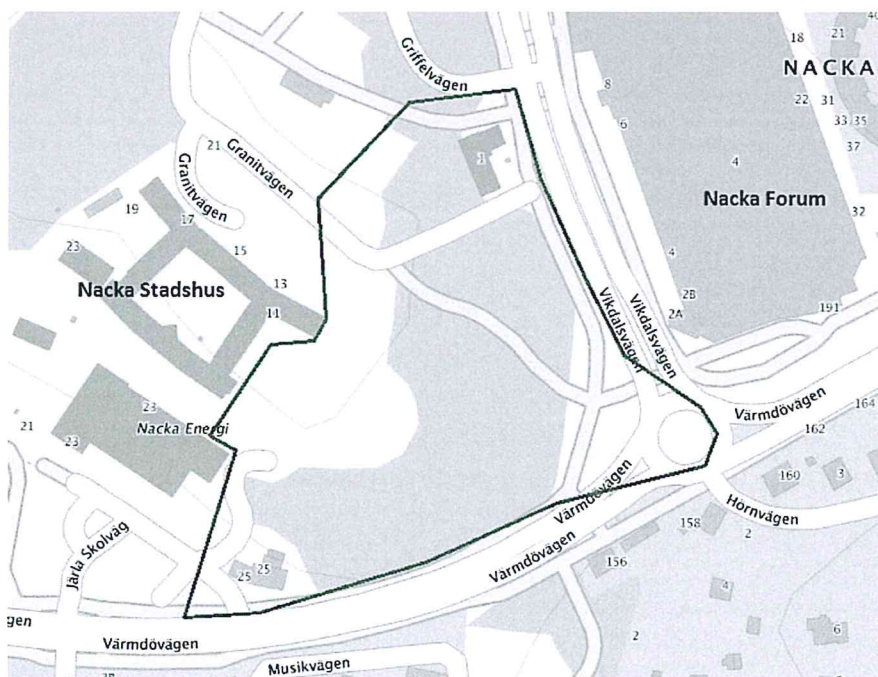 Griffelvägen
18
21
40
NACKA
8
22
31
6
33
35
37
1
4
21
Granitvägen
Granitvägen
Nacka Forum
19
17
32
23
15
4
13
Nacka Stadshus
11
2B
2A
191
Vikdalsvägen
Vikdalsvägen
23
Värmdövägen
164
21
23
Nacka Energi
162
160
3
Värmdövägen
Hornvägen
158
2
Järla Skolväg
Värmdövägen
156
25
25
4
gen
Värmdövägen
2
6
Musikvägen